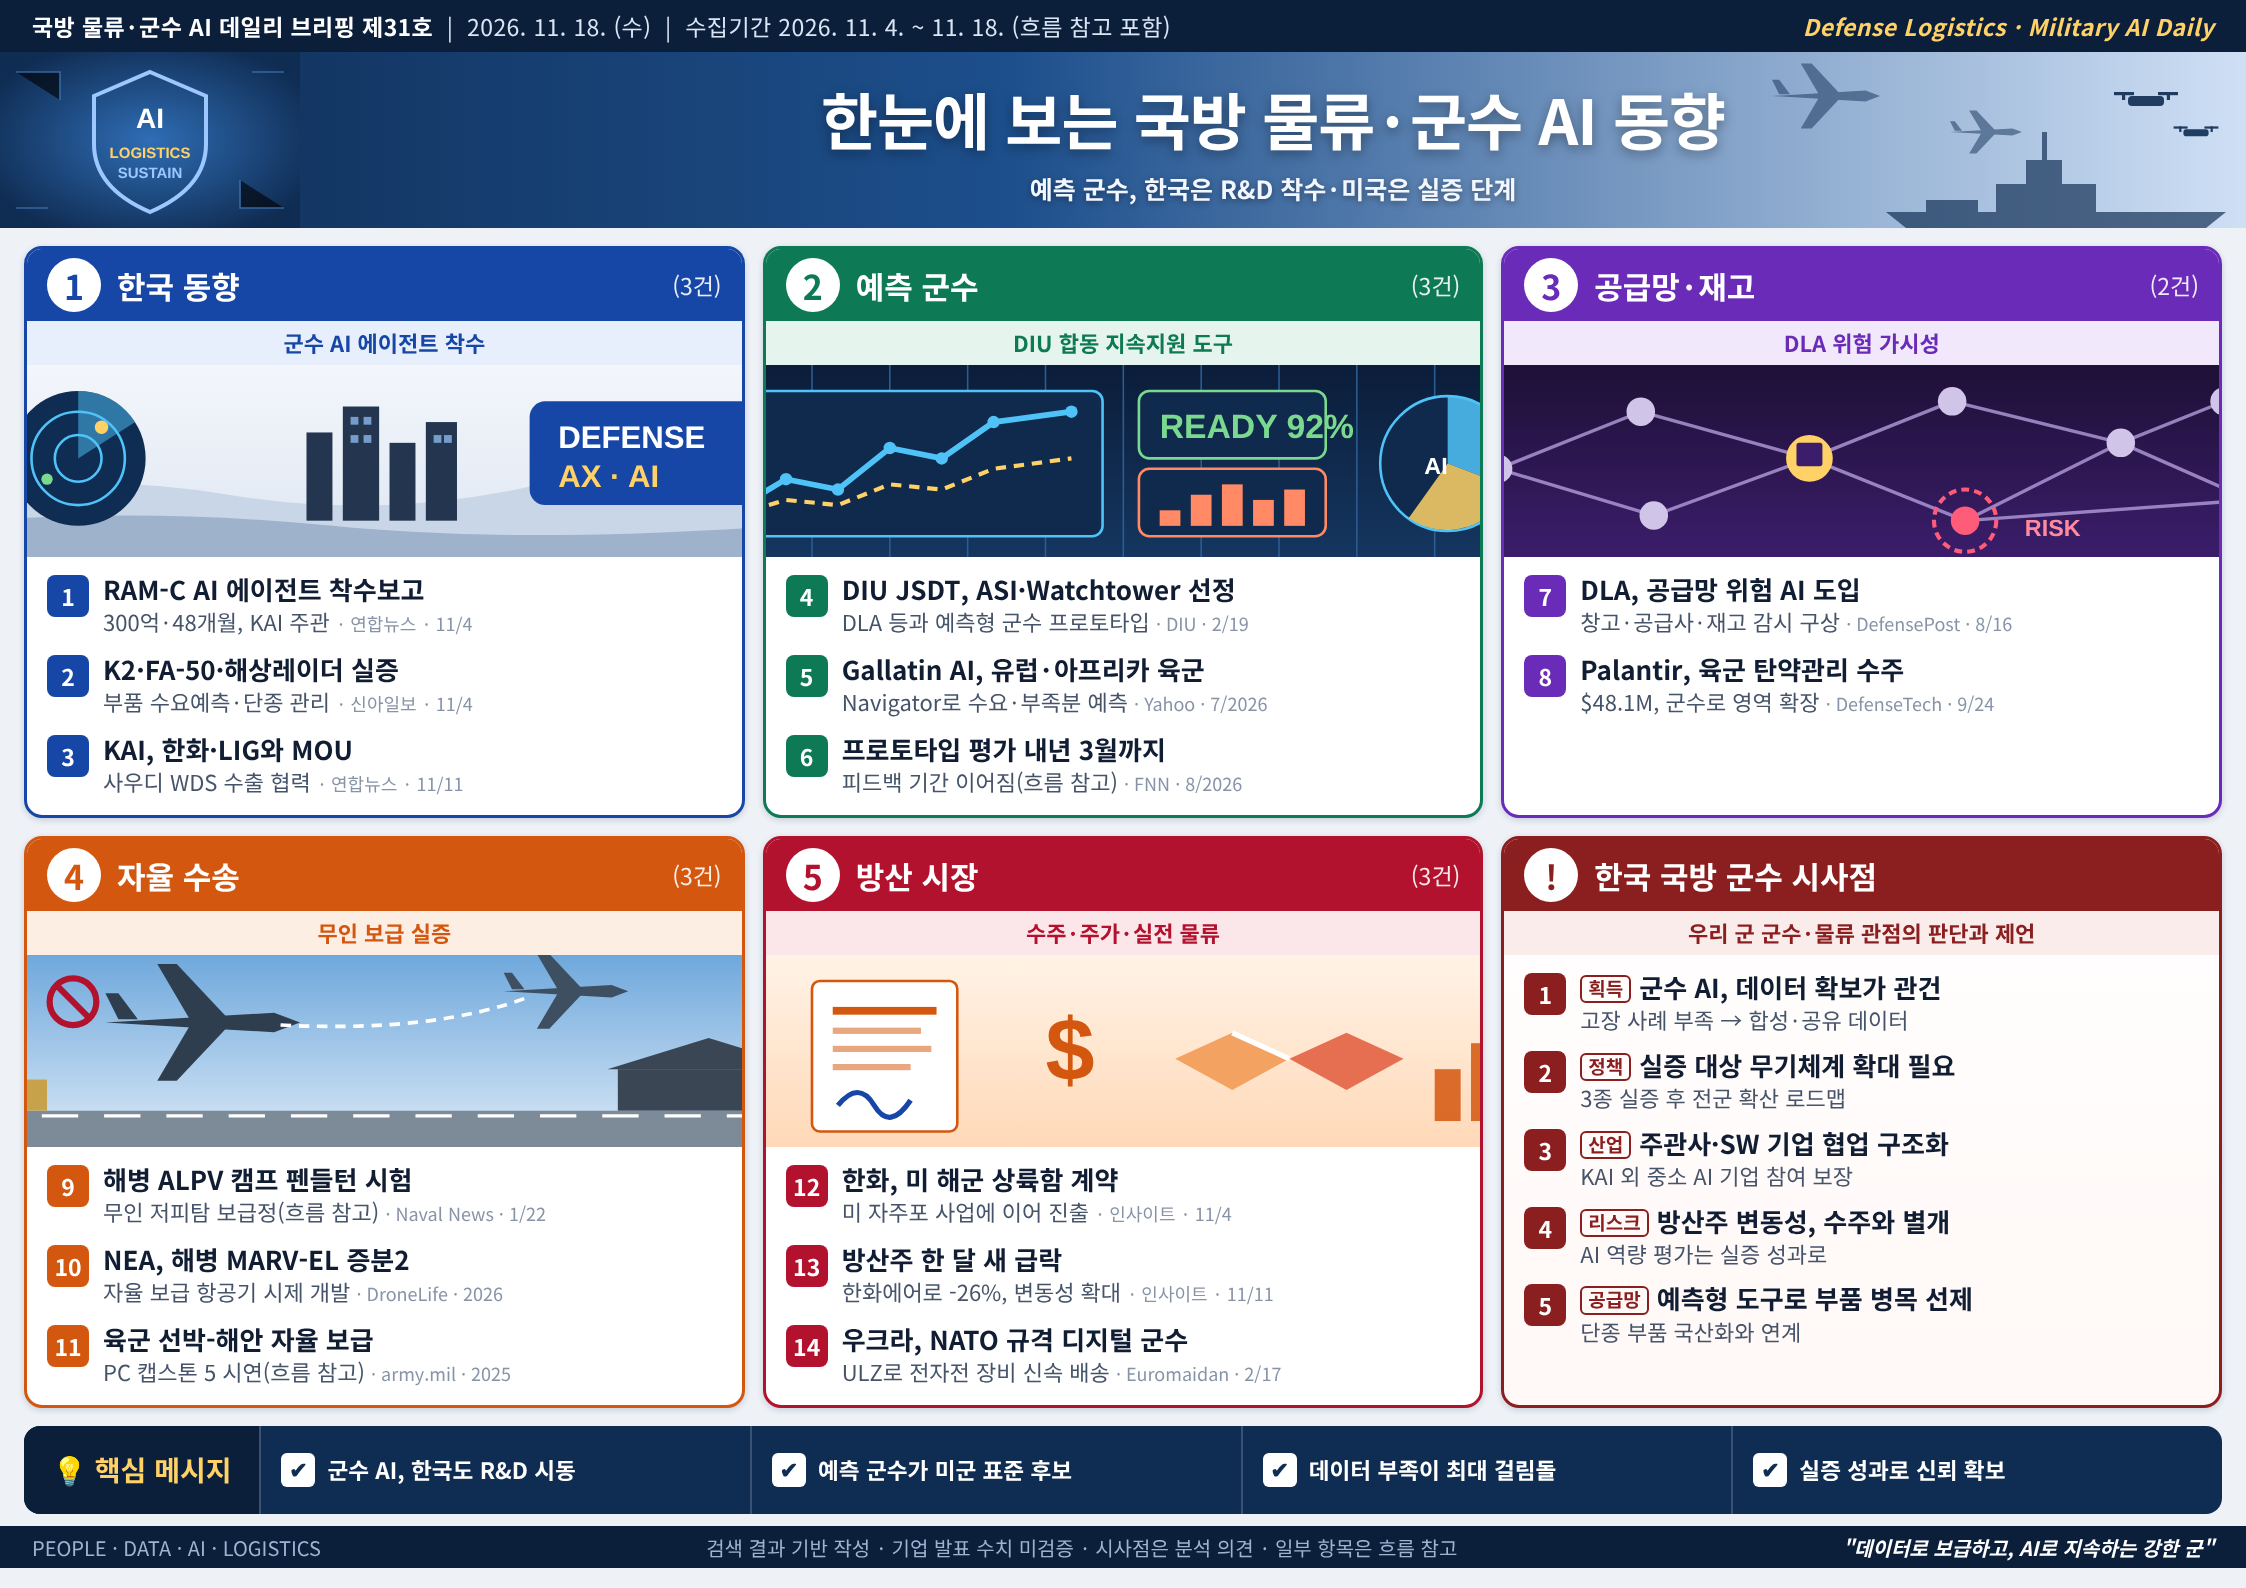 국방 물류·군수 AI 데일리 브리핑 제31호 | 2026. 11. 18. (수) | 수집기간 2026. 11. 4. ~ 11. 18. (흐름 참고 포함)
Defense Logistics · Military AI Daily
AI
LOGISTICS
SUSTAIN
한눈에 보는 국방 물류·군수 AI 동향
예측 군수, 한국은 R&D 착수·미국은 실증 단계
1 한국 동향 (3건)
군수 AI 에이전트 착수
DEFENSE
AX · AI
1 RAM-C AI 에이전트 착수보고
300억·48개월, KAI 주관 · 연합뉴스 · 11/4
2 K2·FA-50·해상레이더 실증
부품 수요예측·단종 관리 · 신아일보 · 11/4
3 KAI, 한화·LIG와 MOU
사우디 WDS 수출 협력 · 연합뉴스 · 11/11
2 예측 군수 (3건)
DIU 합동 지속지원 도구
READY 92%
AI
4 DIU JSDT, ASI·Watchtower 선정
DLA 등과 예측형 군수 프로토타입 · DIU · 2/19
5 Gallatin AI, 유럽·아프리카 육군
Navigator로 수요·부족분 예측 · Yahoo · 7/2026
6 프로토타입 평가 내년 3월까지
피드백 기간 이어짐(흐름 참고) · FNN · 8/2026
3 공급망·재고 (2건)
DLA 위험 가시성
RISK
7 DLA, 공급망 위험 AI 도입
창고·공급사·재고 감시 구상 · DefensePost · 8/16
8 Palantir, 육군 탄약관리 수주
$48.1M, 군수로 영역 확장 · DefenseTech · 9/24
4 자율 수송 (3건)
무인 보급 실증
9 해병 ALPV 캠프 펜들턴 시험
무인 저피탐 보급정(흐름 참고) · Naval News · 1/22
10 NEA, 해병 MARV-EL 증분2
자율 보급 항공기 시제 개발 · DroneLife · 2026
11 육군 선박-해안 자율 보급
PC 캡스톤 5 시연(흐름 참고) · army.mil · 2025
5 방산 시장 (3건)
수주·주가·실전 물류
$
12 한화, 미 해군 상륙함 계약
미 자주포 사업에 이어 진출 · 인사이트 · 11/4
13 방산주 한 달 새 급락
한화에어로 -26%, 변동성 확대 · 인사이트 · 11/11
14 우크라, NATO 규격 디지털 군수
ULZ로 전자전 장비 신속 배송 · Euromaidan · 2/17
! 한국 국방 군수 시사점
우리 군 군수·물류 관점의 판단과 제언
1 획득 군수 AI, 데이터 확보가 관건
고장 사례 부족 → 합성·공유 데이터
2 정책 실증 대상 무기체계 확대 필요
3종 실증 후 전군 확산 로드맵
3 산업 주관사·SW 기업 협업 구조화
KAI 외 중소 AI 기업 참여 보장
4 리스크 방산주 변동성, 수주와 별개
AI 역량 평가는 실증 성과로
5 공급망 예측형 도구로 부품 병목 선제
단종 부품 국산화와 연계
💡 핵심 메시지
✔ 군수 AI, 한국도 R&D 시동
✔ 예측 군수가 미군 표준 후보
✔ 데이터 부족이 최대 걸림돌
✔ 실증 성과로 신뢰 확보
PEOPLE · DATA · AI · LOGISTICS
검색 결과 기반 작성 · 기업 발표 수치 미검증 · 시사점은 분석 의견 · 일부 항목은 흐름 참고
"데이터로 보급하고, AI로 지속하는 강한 군"